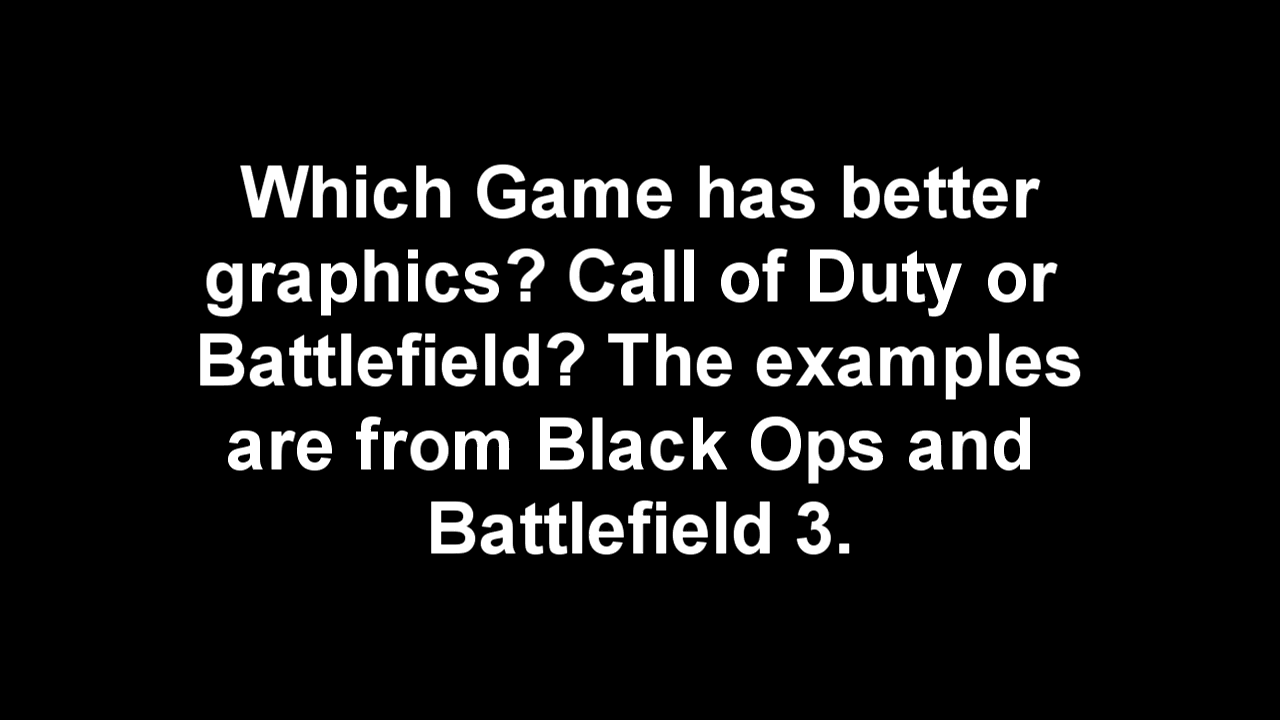 Which Game has better
graphics? Call of Duty or
Battlefield? The examples
are from Black Ops and
Battlefield 3.